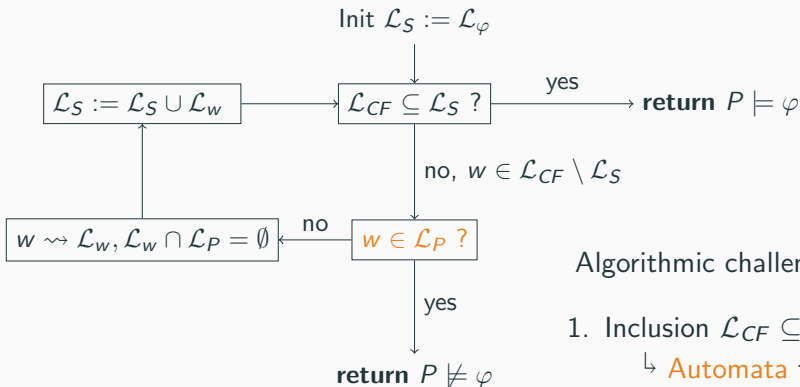 Init ℒ_S := ℒ_φ
ℒ_S := ℒ_S ∪ ℒ_w
ℒ_CF ⊆ ℒ_S ?
yes
return P ⊨ φ
no, w ∈ ℒ_CF \ ℒ_S
w ⇝ ℒ_w, ℒ_w ∩ ℒ_P = ∅
no
w ∈ ℒ_P ?
yes
return P ⊭ φ
Algorithmic
1. Inclusion ℒ_CF ⊆
↳ Automata